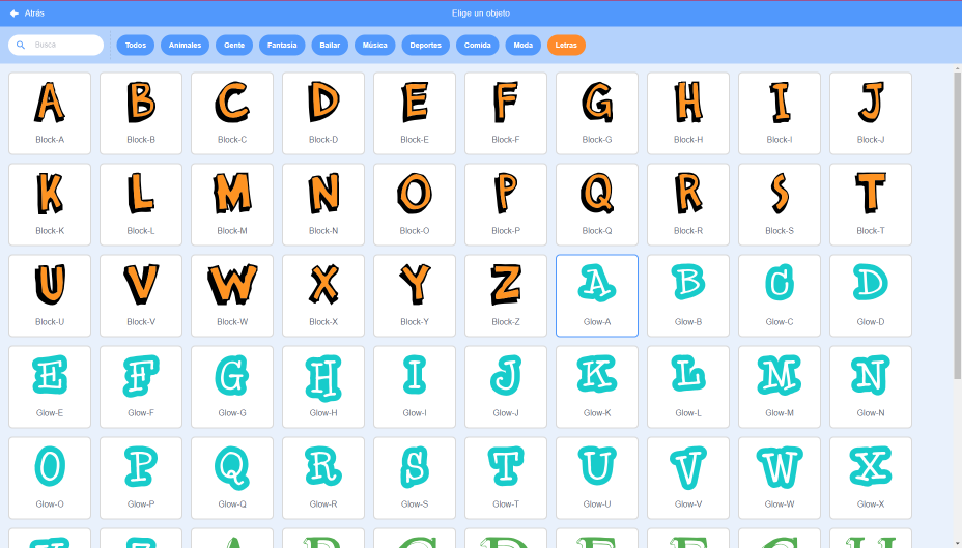 Atrás
Elige un objeto
Busca
Todos Animales Gente Fantasía Bailar Música Deportes Comida Moda Letras
A B C D E F G H I J
Block-A Block-B Block-C Block-D Block-E Block-F Block-G Block-H Block-I Block-J
K L M N O P Q R S T
Block-K Block-L Block-M Block-N Block-O Block-P Block-Q Block-R Block-S Block-T
U V W X Y Z A B C D
Block-U Block-V Block-W Block-X Block-Y Block-Z Glow-A Glow-B Glow-C Glow-D
E F G H I J K L M N
Glow-E Glow-F Glow-G Glow-H Glow-I Glow-J Glow-K Glow-L Glow-M Glow-N
O P Q R S T U V W X
Glow-O Glow-P Glow-Q Glow-R Glow-S Glow-T Glow-U Glow-V Glow-W Glow-X